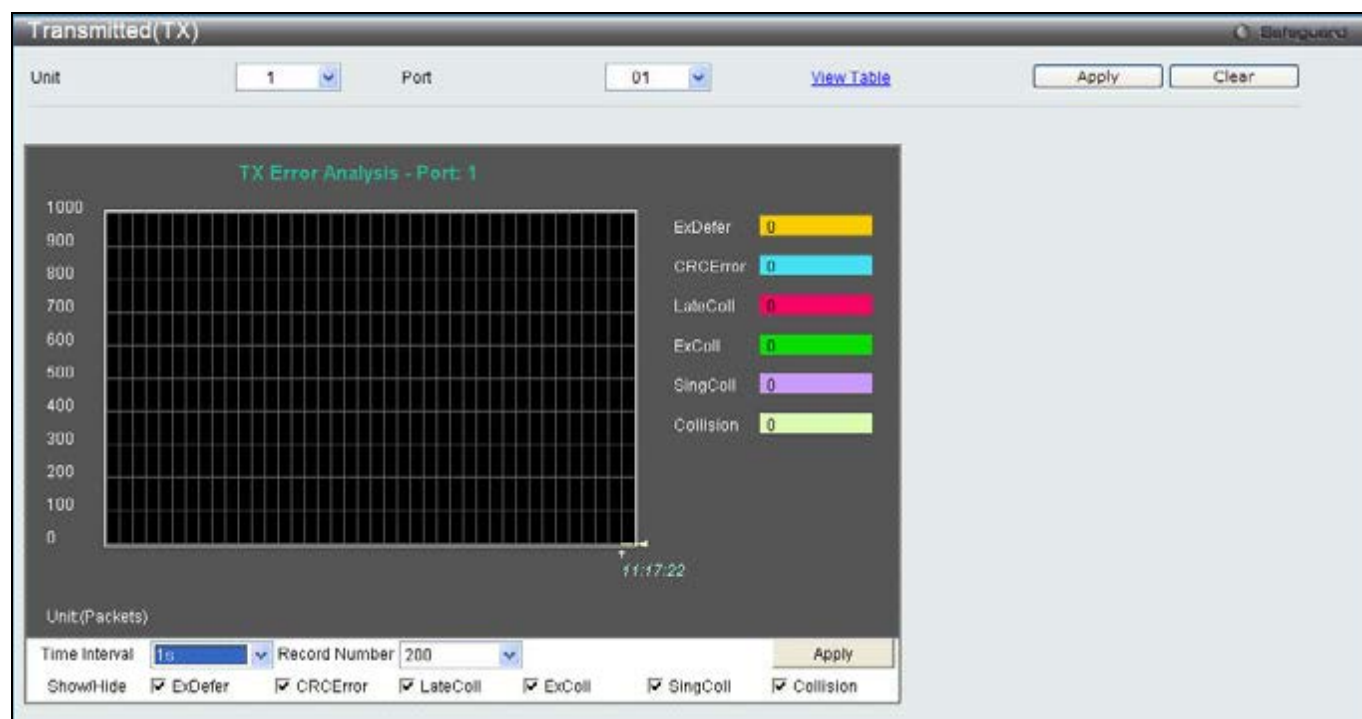 Transmitted(TX)
Safeguard
Unit 1 Port 01 View Table Apply Clear
TX Error Analysis - Port: 1
1000
900
800
700
600
500
400
300
200
100
0
ExDefer 0
CRCError 0
LateColl 0
ExColl 0
SingColl 0
Collision 0
11:17:22
Unit:(Packets)
Time Interval 1s Record Number 200 Apply
Show/Hide ExDefer CRCError LateColl ExColl SingColl Collision